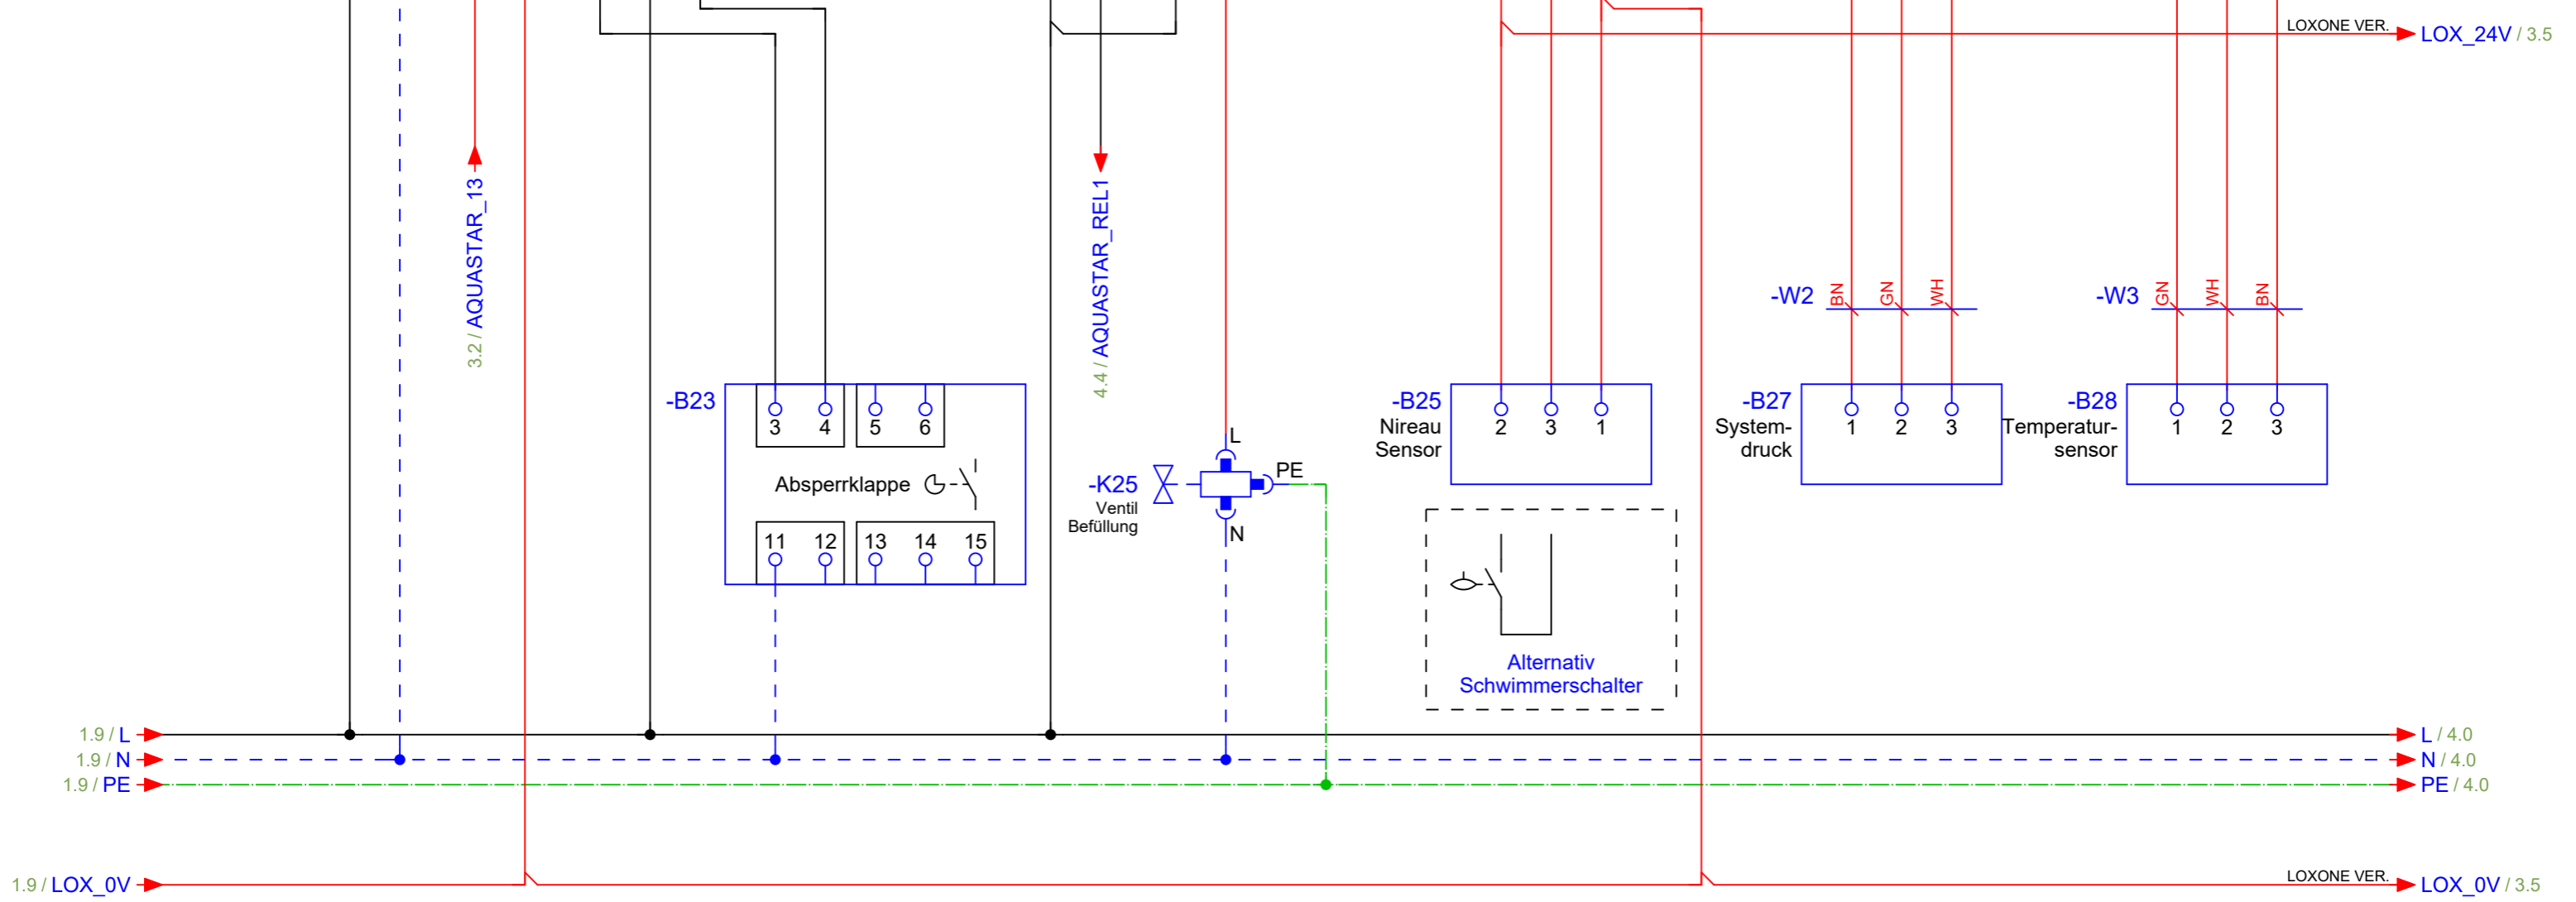 LOXONE VER.
LOX_24V / 3.5
3.2 / AQUASTAR_13
4.4 / AQUASTAR_REL1
-W2
BN
GN
WH
-W3
GN
WH
BN
-B23
3
4
5
6
Absperrklappe
11
12
13
14
15
L
PE
N
-K25
Ventil
Befüllung
-B25
Nireau
Sensor
2
3
1
-B27
System-
druck
1
2
3
-B28
Temperatur-
sensor
1
2
3
Alternativ
Schwimmerschalter
1.9 / L
L / 4.0
1.9 / N
N / 4.0
1.9 / PE
PE / 4.0
1.9 / LOX_0V
LOXONE VER.
LOX_0V / 3.5